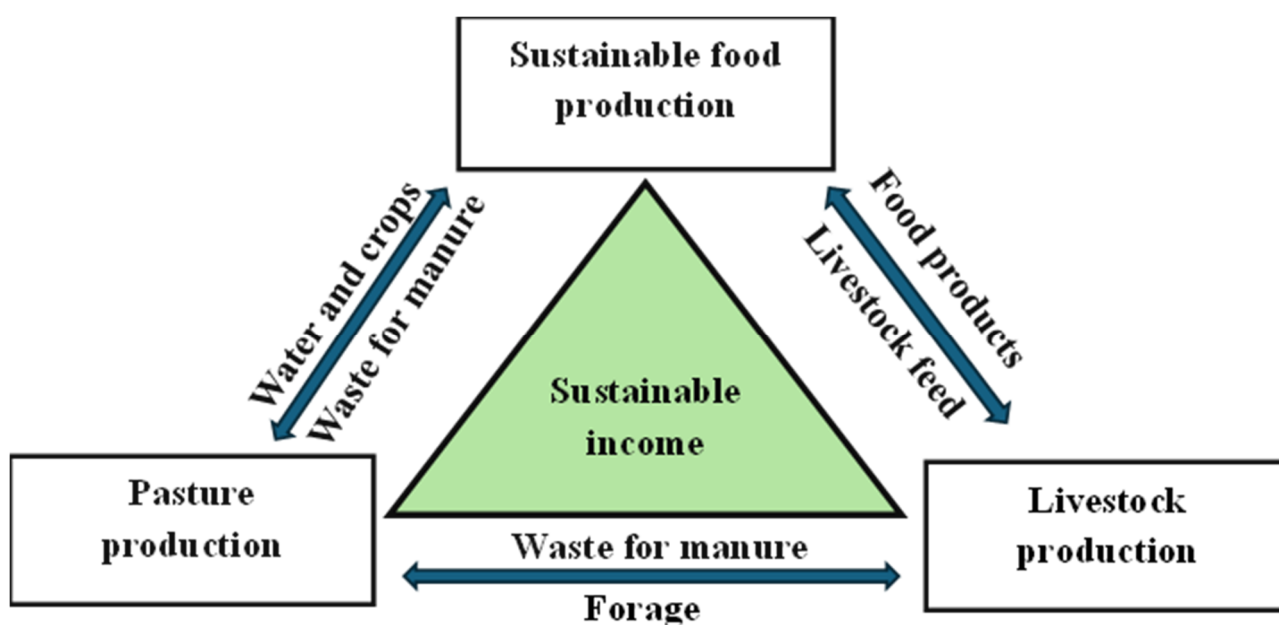 Sustainable food
production
Water and crops
Waste for manure
Food products
Livestock feed
Sustainable
income
Pasture
production
Livestock
production
Waste for manure
Forage